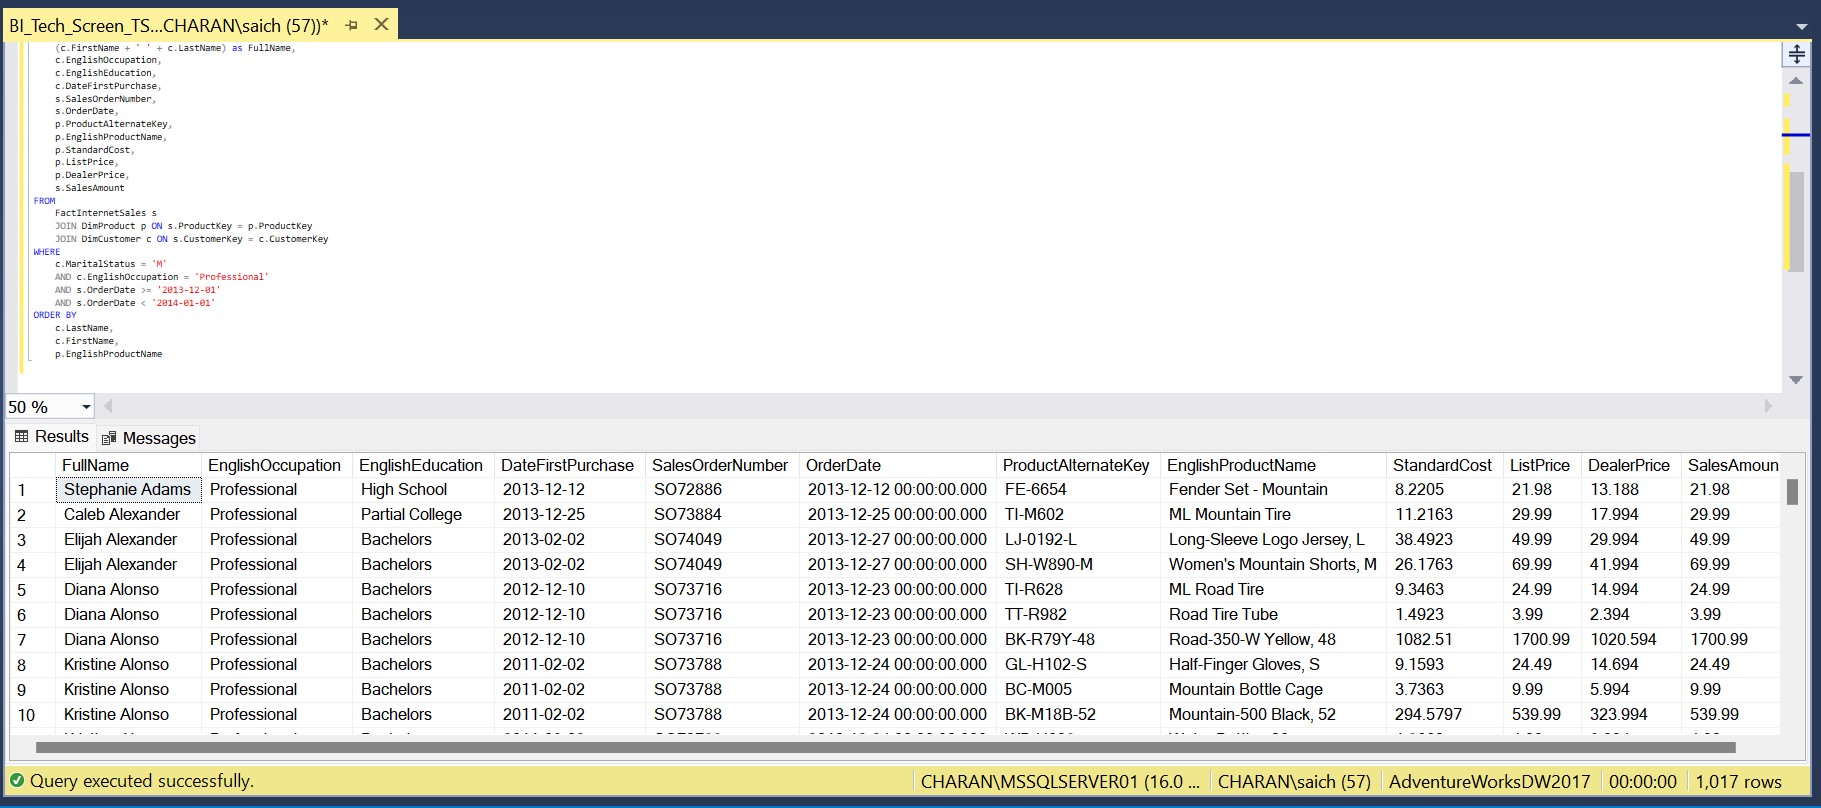 BI_Tech_Screen_TS...CHARAN\saich (57))*
(c.FirstName + ' ' + c.LastName) as FullName,
c.EnglishOccupation,
c.EnglishEducation,
c.DateFirstPurchase,
s.SalesOrderNumber,
s.OrderDate,
p.ProductAlternateKey,
p.EnglishProductName,
p.StandardCost,
p.ListPrice,
p.DealerPrice,
s.SalesAmount
FROM
FactInternetSales s
JOIN DimProduct p ON s.ProductKey = p.ProductKey
JOIN DimCustomer c ON s.CustomerKey = c.CustomerKey
WHERE
c.MaritalStatus = 'M'
AND c.EnglishOccupation = 'Professional'
AND s.OrderDate >= '2013-12-01'
AND s.OrderDate < '2014-01-01'
ORDER BY
c.LastName,
c.FirstName,
p.EnglishProductName
50 %
Results Messages
FullName EnglishOccupation EnglishEducation DateFirstPurchase SalesOrderNumber OrderDate ProductAlternateKey EnglishProductName StandardCost ListPrice DealerPrice SalesAmoun
1 Stephanie Adams Professional High School 2013-12-12 SO72886 2013-12-12 00:00:00.000 FE-6654 Fender Set - Mountain 8.2205 21.98 13.188 21.98
2 Caleb Alexander Professional Partial College 2013-12-25 SO73884 2013-12-25 00:00:00.000 TI-M602 ML Mountain Tire 11.2163 29.99 17.994 29.99
3 Elijah Alexander Professional Bachelors 2013-02-02 SO74049 2013-12-27 00:00:00.000 LJ-0192-L Long-Sleeve Logo Jersey, L 38.4923 49.99 29.994 49.99
4 Elijah Alexander Professional Bachelors 2013-02-02 SO74049 2013-12-27 00:00:00.000 SH-W890-M Women's Mountain Shorts, M 26.1763 69.99 41.994 69.99
5 Diana Alonso Professional Bachelors 2012-12-10 SO73716 2013-12-23 00:00:00.000 TI-R628 ML Road Tire 9.3463 24.99 14.994 24.99
6 Diana Alonso Professional Bachelors 2012-12-10 SO73716 2013-12-23 00:00:00.000 TT-R982 Road Tire Tube 1.4923 3.99 2.394 3.99
7 Diana Alonso Professional Bachelors 2012-12-10 SO73716 2013-12-23 00:00:00.000 BK-R79Y-48 Road-350-W Yellow, 48 1082.51 1700.99 1020.594 1700.99
8 Kristine Alonso Professional Bachelors 2011-02-02 SO73788 2013-12-24 00:00:00.000 GL-H102-S Half-Finger Gloves, S 9.1593 24.49 14.694 24.49
9 Kristine Alonso Professional Bachelors 2011-02-02 SO73788 2013-12-24 00:00:00.000 BC-M005 Mountain Bottle Cage 3.7363 9.99 5.994 9.99
10 Kristine Alonso Professional Bachelors 2011-02-02 SO73788 2013-12-24 00:00:00.000 BK-M18B-52 Mountain-500 Black, 52 294.5797 539.99 323.994 539.99
Query executed successfully. CHARAN\MSSQLSERVER01 (16.0 ... CHARAN\saich (57) AdventureWorksDW2017 00:00:00 1,017 rows